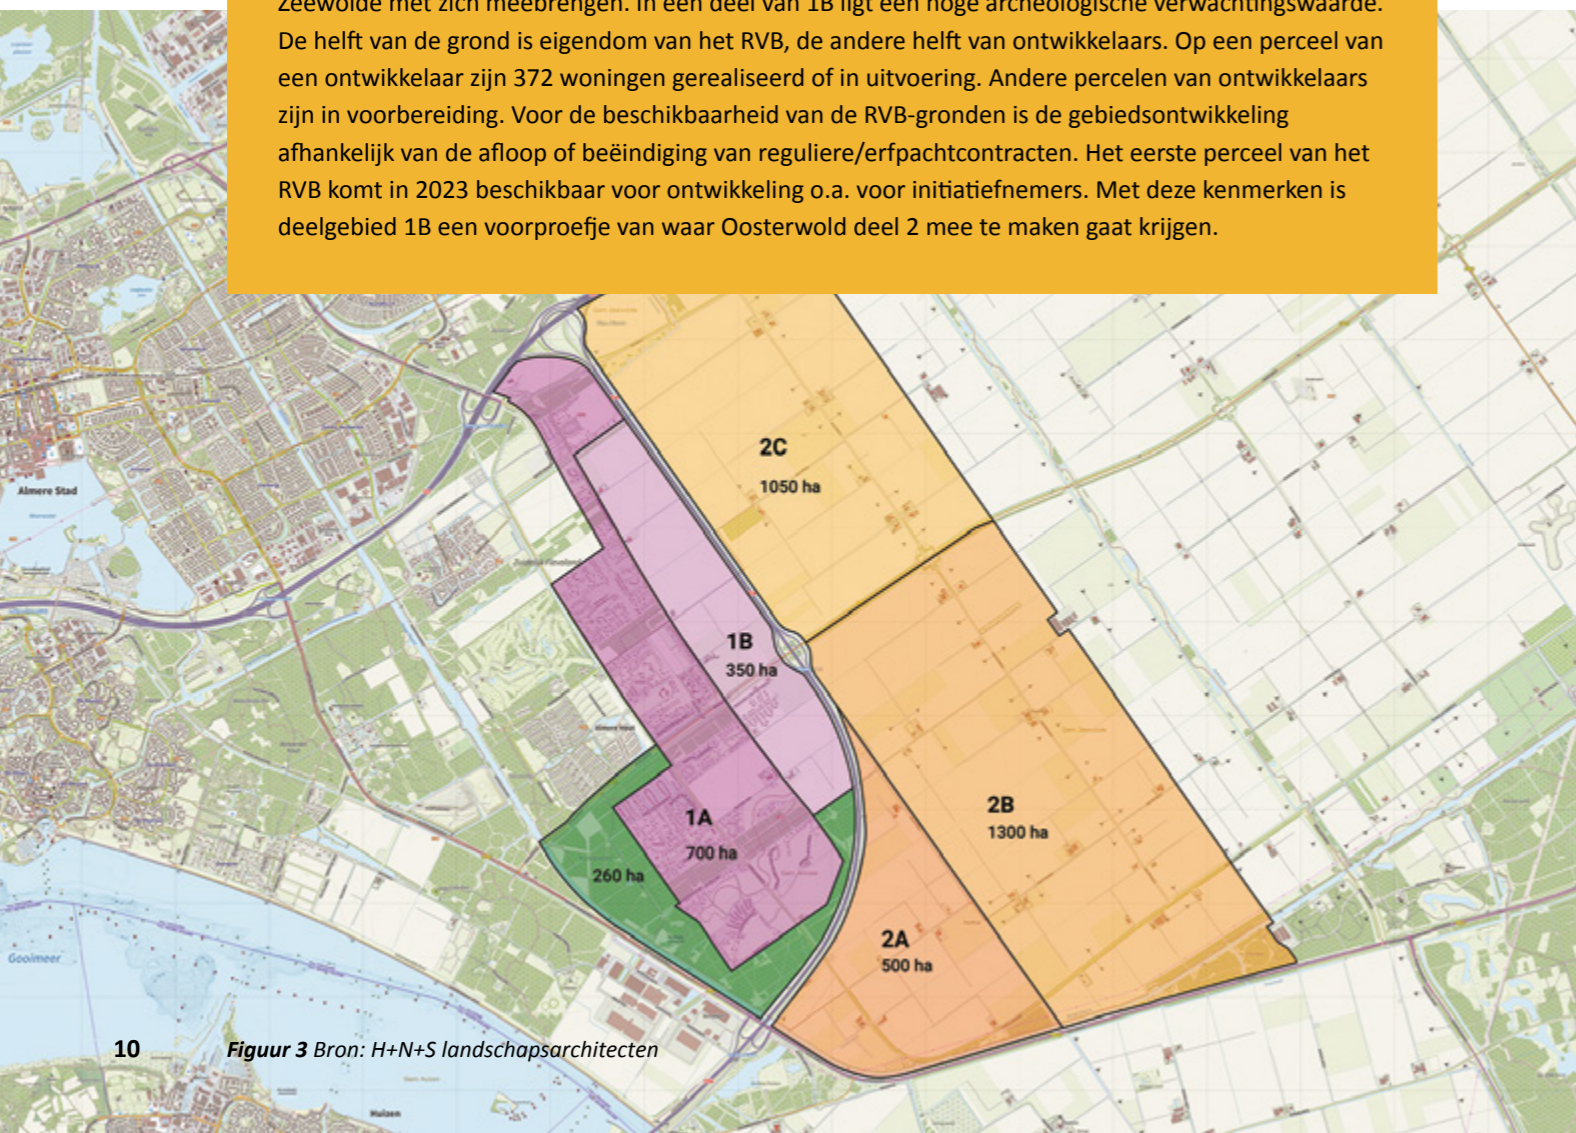 Zeewolde met zich meebrengen. In een deel van 1B ligt een hoge archeologische verwachtingswaarde.
De helft van de grond is eigendom van het RVB, de andere helft van ontwikkelaars. Op een perceel van
een ontwikkelaar zijn 372 woningen gerealiseerd of in uitvoering. Andere percelen van ontwikkelaars
zijn in voorbereiding. Voor de beschikbaarheid van de RVB-gronden is de gebiedsontwikkeling
afhankelijk van de afloop of beëindiging van reguliere/erfpachtcontracten. Het eerste perceel van het
RVB komt in 2023 beschikbaar voor ontwikkeling o.a. voor initiatiefnemers. Met deze kenmerken is
deelgebied 1B een voorproefje van waar Oosterwold deel 2 mee te maken gaat krijgen.
2C
1050 ha
Almere Stad
1B
350 ha
Almere Hout
2B
1300 ha
1A
700 ha
260 ha
2A
500 ha
Gooimeer
10
Figuur 3 Bron: H+N+S landschapsarchitecten
Huizen